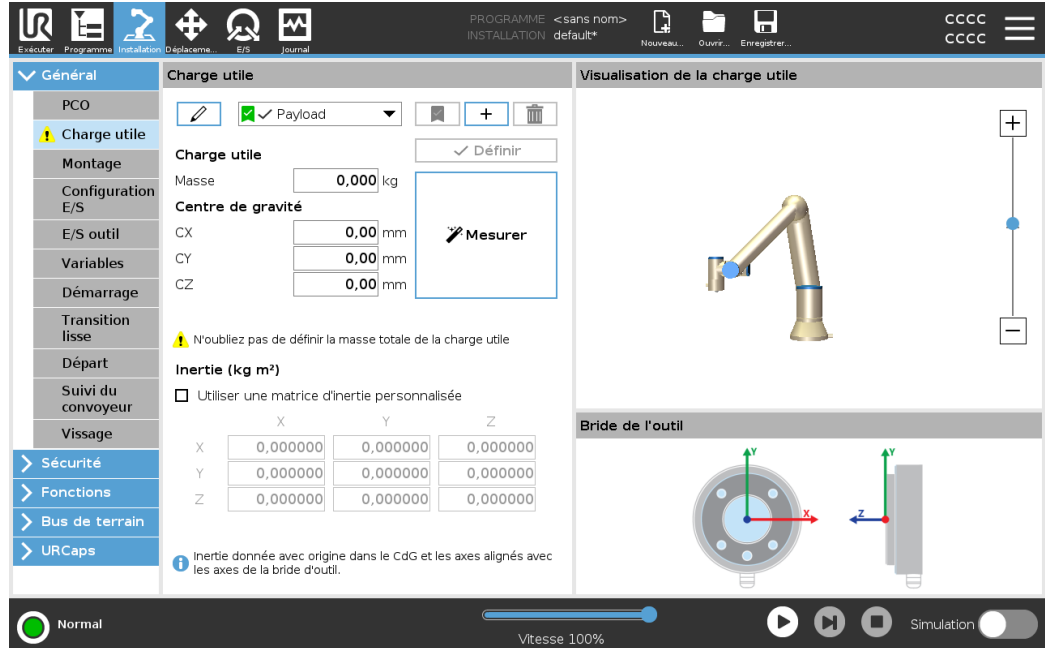 PROGRAMME <sans nom>
INSTALLATION default*
CCCC
CCCC
Exécuter
Programme
Installation
Déplaceme...
E/S
Journal
Nouveau...
Ouvrir...
Enregistrer...
Général
PCO
Charge utile
Montage
Configuration
E/S
E/S outil
Variables
Démarrage
Transition
lisse
Départ
Suivi du
convoyeur
Vissage
Sécurité
Fonctions
Bus de terrain
URCaps
Charge utile
Payload
Définir
Charge utile
Masse 0,000 kg
Centre de gravité
CX 0,00 mm
CY 0,00 mm
CZ 0,00 mm
Mesurer
N'oubliez pas de définir la masse totale de la charge utile
Inertie (kg m²)
Utiliser une matrice d'inertie personnalisée
X Y Z
X 0,000000 0,000000 0,000000
Y 0,000000 0,000000 0,000000
Z 0,000000 0,000000 0,000000
Inertie donnée avec origine dans le CdG et les axes alignés avec
les axes de la bride d'outil.
Visualisation de la charge utile
Bride de l'outil
Y
X
Y
Z
Normal
Vitesse 100%
Simulation